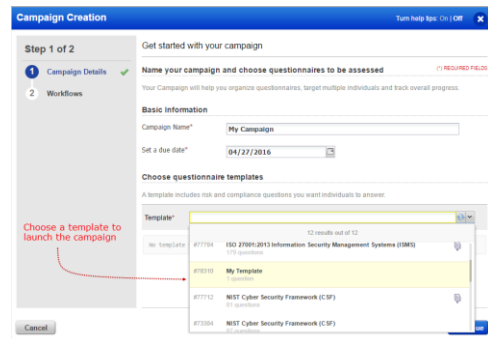 Campaign Creation
Turn help tips: On | Off
Step 1 of 2
1 Campaign Details
2 Workflows
Get started with your campaign
Name your campaign and choose questionnaires to be assessed
(*) REQUIRED FIELDS
Your Campaign will help you organize questionnaires, target multiple individuals and track overall progress.
Basic Information
Campaign Name* My Campaign
Set a due date* 04/27/2016
Choose questionnaire templates
A template includes risk and compliance questions you want individuals to answer.
Template*
12 results out of 12
No template
#77784 ISO 27001:2013 Information Security Management Systems (ISMS)
179 questions
#78310 My Template
1 question
#77712 NIST Cyber Security Framework (CSF)
97 questions
#73984 NIST Cyber Security Framework (CSF)
Choose a template to
launch the campaign
Cancel